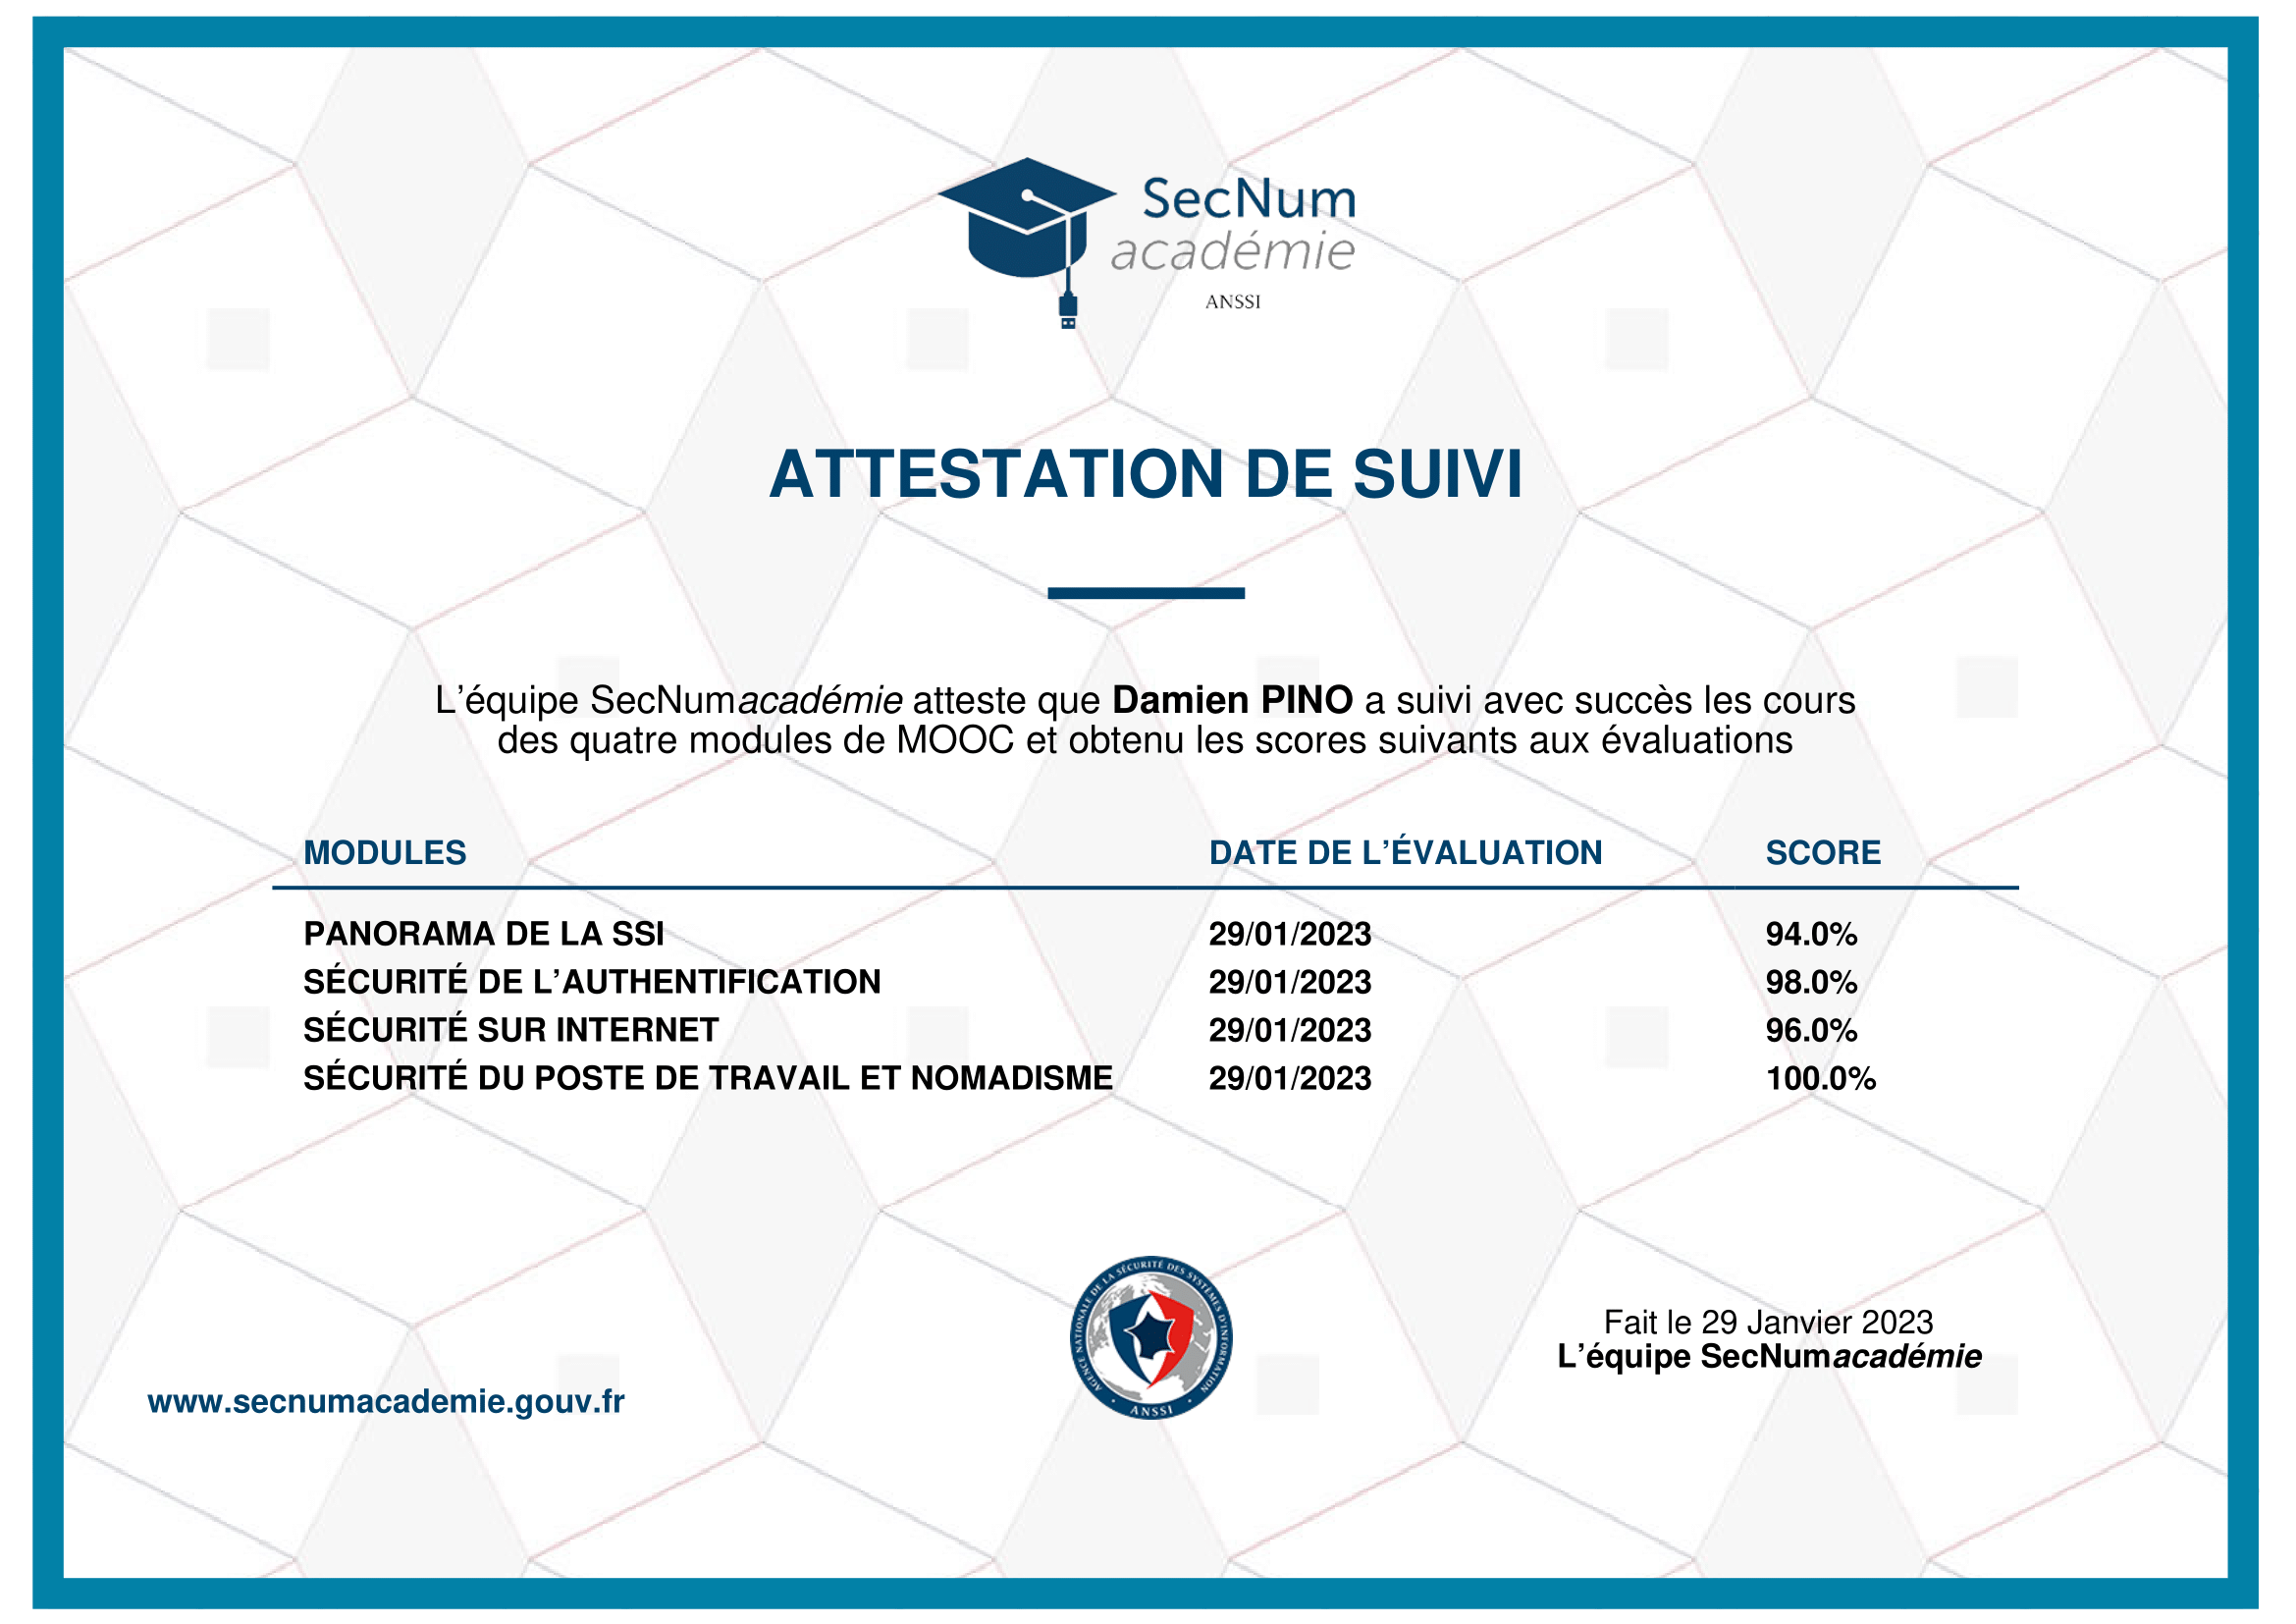 SecNum
académie
ANSSI
ATTESTATION DE SUIVI
L'équipe SecNumacadémie atteste que Damien PINO a suivi avec succès les cours
des quatre modules de MOOC et obtenu les scores suivants aux évaluations
MODULES DATE DE L'ÉVALUATION SCORE
PANORAMA DE LA SSI 29/01/2023 94.0%
SÉCURITÉ DE L'AUTHENTIFICATION 29/01/2023 98.0%
SÉCURITÉ SUR INTERNET 29/01/2023 96.0%
SÉCURITÉ DU POSTE DE TRAVAIL ET NOMADISME 29/01/2023 100.0%
AGENCE NATIONALE DE LA SÉCURITÉ DES SYSTÈMES D'INFORMATION
ANSSI
Fait le 29 Janvier 2023
L'équipe SecNumacadémie
www.secnumacademie.gouv.fr